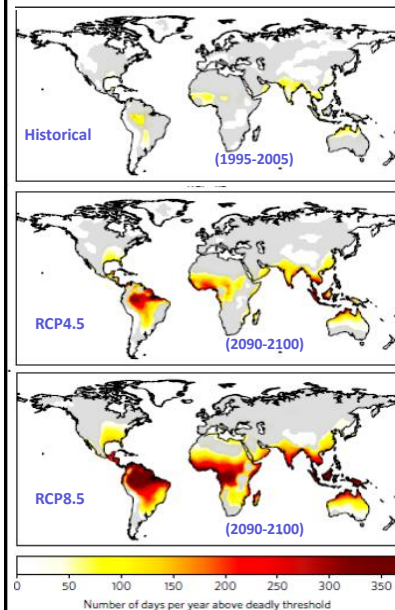 Historical
(1995-2005)
RCP4.5
(2090-2100)
RCP8.5
(2090-2100)
0 50 100 150 200 250 300 350
Number of days per year above deadly threshold